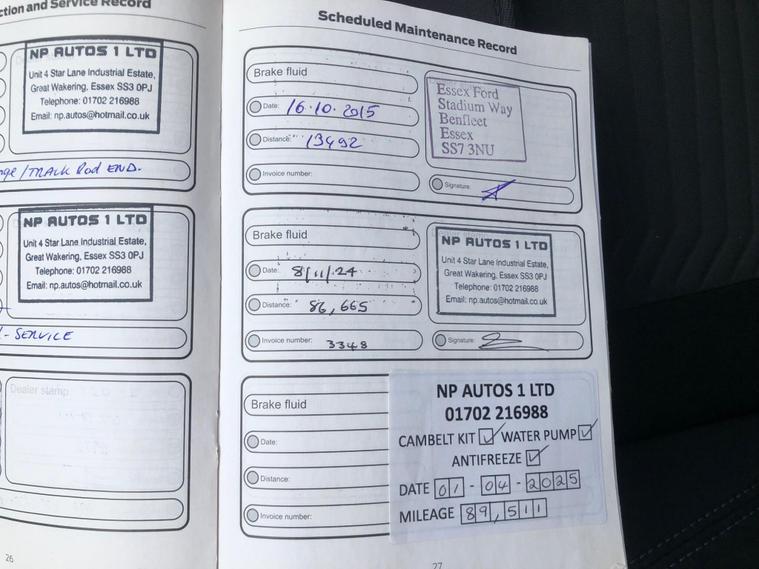 ction and Service Record
NP AUTOS 1 LTD
Unit 4 Star Lane Industrial Estate,
Great Wakering, Essex SS3 0PJ
Telephone: 01702 216988
Email: np.autos@hotmail.co.uk
nge/TRACK Rod END.
NP AUTOS 1 LTD
Unit 4 Star Lane Industrial Estate,
Great Wakering, Essex SS3 0PJ
Telephone: 01702 216988
Email: np.autos@hotmail.co.uk
- SERVICE
Dealer stamp
26
Scheduled Maintenance Record
Brake fluid
Date: 16.10.2015
Distance: 13492
Invoice number:
Essex Ford
Stadium Way
Benfleet
Essex
SS7 3NU
Signature:
Brake fluid
Date: 8/11/24
Distance: 86,665
Invoice number: 3348
NP AUTOS 1 LTD
Unit 4 Star Lane Industrial Estate,
Great Wakering, Essex SS3 0PJ
Telephone: 01702 216988
Email: np.autos@hotmail.co.uk
Signature:
Brake fluid
Date:
Distance:
Invoice number:
NP AUTOS 1 LTD
01702 216988
CAMBELT KIT WATER PUMP
ANTIFREEZE
DATE 01 - 04 - 2025
MILEAGE 89,511
27